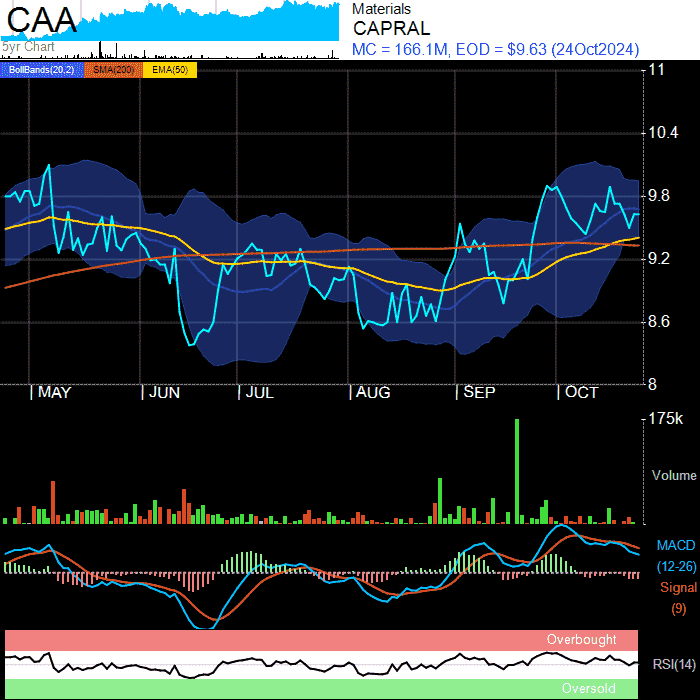 CAA
5yr Chart
Materials
CAPRAL
MC = 166.1M, EOD = $9.63 (24Oct2024)
BollBands(20,2) SMA(200) EMA(50)
11
10.4
9.8
9.2
8.6
8
MAY JUN JUL AUG SEP OCT
175k
Volume
MACD
(12-26)
Signal
(9)
Overbought
RSI(14)
Oversold